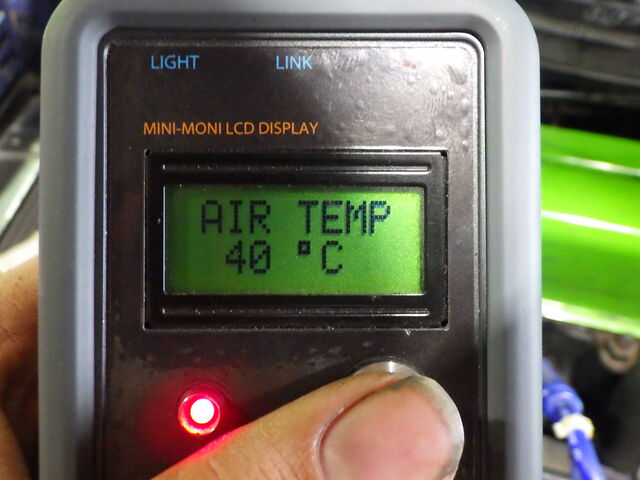 LIGHT LINK
MINI-MONI LCD DISPLAY
AIR TEMP
40 °C